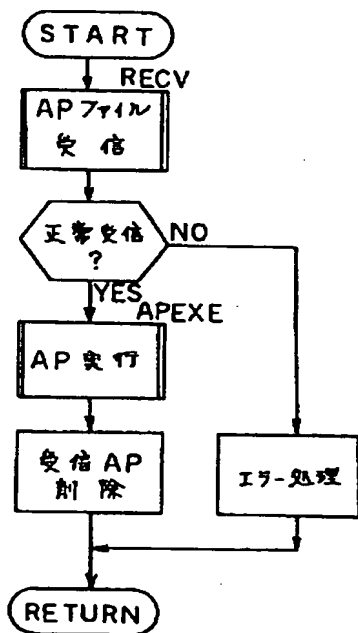 START
RECV
APファイル
受信
正常受信
?
NO
YES
APEXE
AP実行
受信AP
削除
エラー処理
RETURN